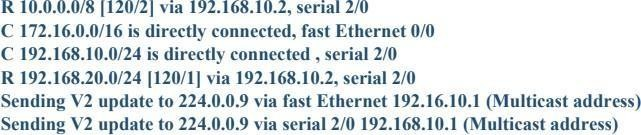 R 10.0.0.0/8 [120/2] via 192.168.10.2, serial 2/0
C 172.16.0.0/16 is directly connected, fast Ethernet 0/0
C 192.168.10.0/24 is directly connected , serial 2/0
R 192.168.20.0/24 [120/1] via 192.168.10.2, serial 2/0
Sending V2 update to 224.0.0.9 via fast Ethernet 192.16.10.1 (Multicast address)
Sending V2 update to 224.0.0.9 via serial 2/0 192.168.10.1 (Multicast address)